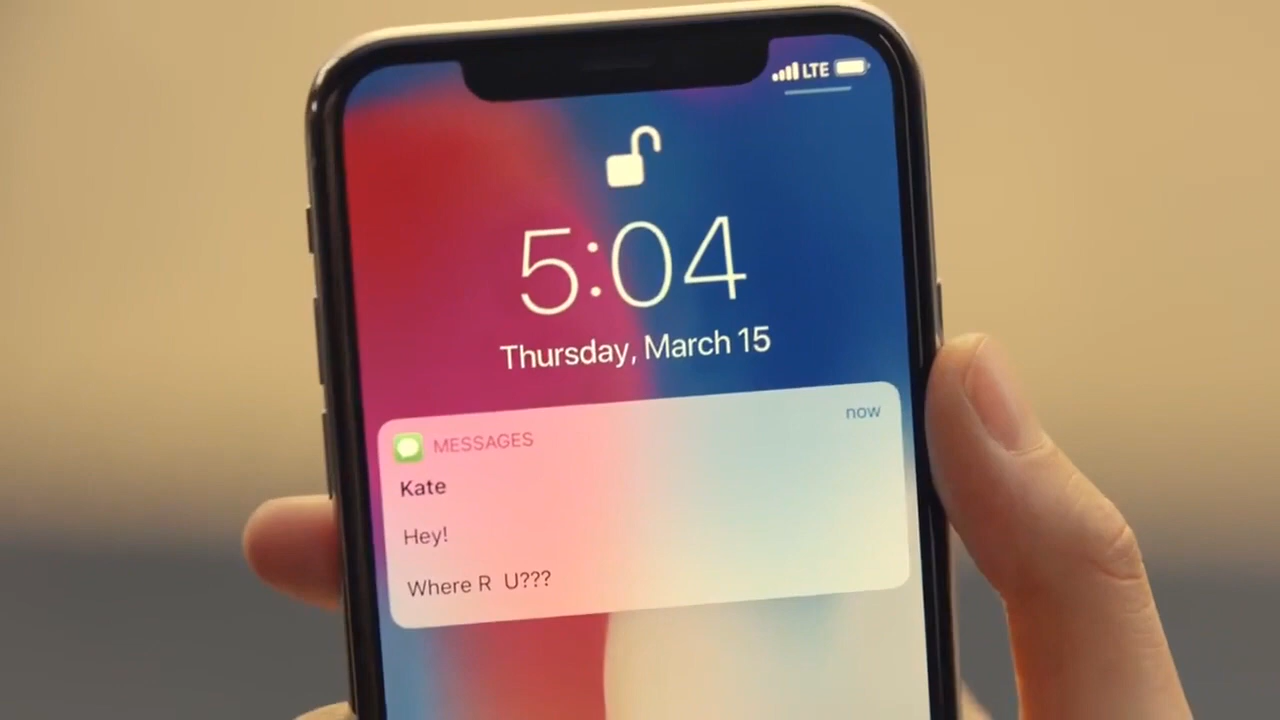 LTE
5:04
Thursday, March 15
MESSAGES
now
Kate
Hey!
Where R U???